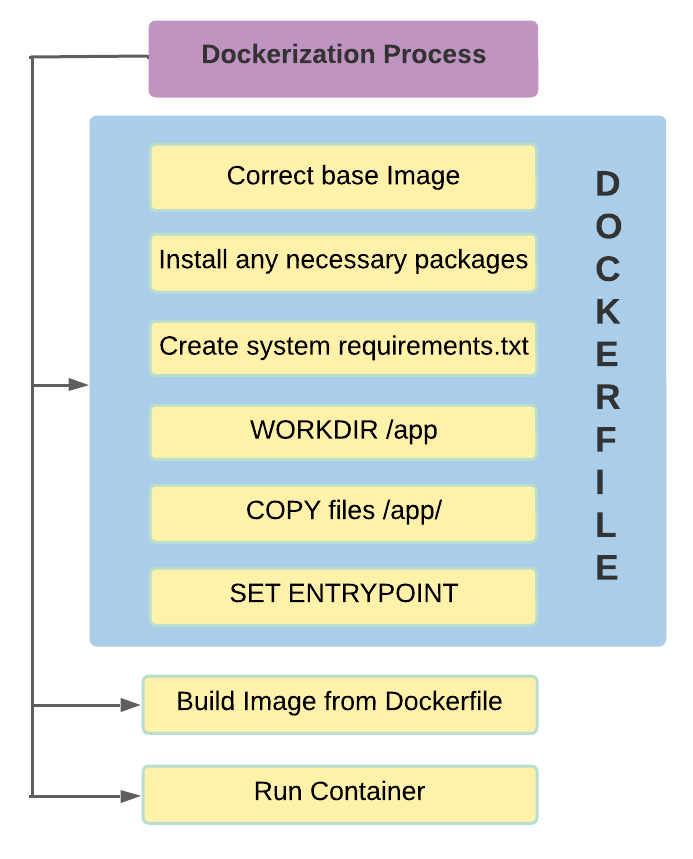 Dockerization Process
Correct base Image
Install any necessary packages
Create system requirements.txt
WORKDIR /app
COPY files /app/
SET ENTRYPOINT
DOCKERFILE
Build Image from Dockerfile
Run Container